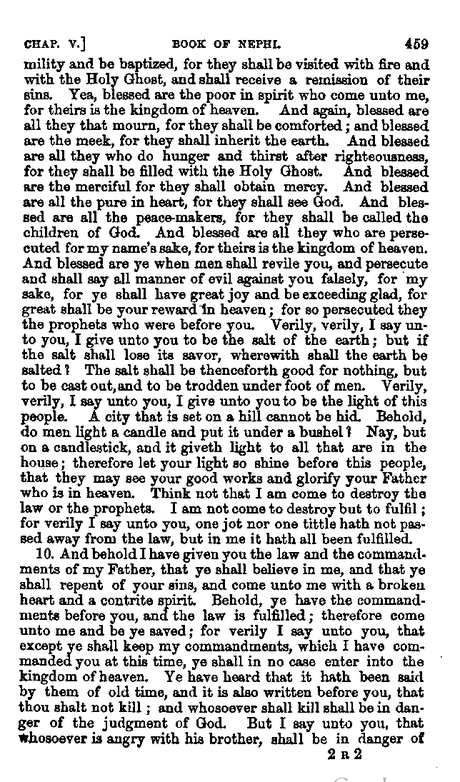 CHAP. V.] BOOK OF NEPHI. 459
mility and be baptized, for they shall be visited with fire and
with the Holy Ghost, and shall receive a remission of their
sins. Yea, blessed are the poor in spirit who come unto me,
for theirs is the kingdom of heaven. And again, blessed are
all they that mourn, for they shall be comforted; and blessed
are the meek, for they shall inherit the earth. And blessed
are all they who do hunger and thirst after righteousness,
for they shall be filled with the Holy Ghost. And blessed
are the merciful for they shall obtain mercy. And blessed
are all the pure in heart, for they shall see God. And bles-
sed are all the peace-makers, for they shall be called the
children of God. And blessed are all they who are perse-
cuted for my name's sake, for theirs is the kingdom of heaven.
And blessed are ye when men shall revile you, and persecute
and shall say all manner of evil against you falsely, for my
sake, for ye shall have great joy and be exceeding glad, for
great shall be your reward in heaven; for so persecuted they
the prophets who were before you. Verily, verily, I say un-
to you, I give unto you to be the salt of the earth; but if
the salt shall lose its savor, wherewith shall the earth be
salted? The salt shall be thenceforth good for nothing, but
to be cast out,and to be trodden under foot of men. Verily,
verily, I say unto you, I give unto you to be the light of this
people. A city that is set on a hill cannot be hid. Behold,
do men light a candle and put it under a bushel? Nay, but
on a candlestick, and it giveth light to all that are in the
house; therefore let your light so shine before this people,
that they may see your good works and glorify your Father
who is in heaven. Think not that I am come to destroy the
law or the prophets. I am not come to destroy but to fulfil;
for verily I say unto you, one jot nor one tittle hath not pas-
sed away from the law, but in me it hath all been fulfilled.
10. And behold I have given you the law and the command-
ments of my Father, that ye shall believe in me, and that ye
shall repent of your sins, and come unto me with a broken
heart and a contrite spirit. Behold, ye have the command-
ments before you, and the law is fulfilled; therefore come
unto me and be ye saved; for verily I say unto you, that
except ye shall keep my commandments, which I have com-
manded you at this time, ye shall in no case enter into the
kingdom of heaven. Ye have heard that it hath been said
by them of old time, and it is also written before you, that
thou shalt not kill; and whosoever shall kill shall be in dan-
ger of the judgment of God. But I say unto you, that
whosoever is angry with his brother, shall be in danger of
2 R 2